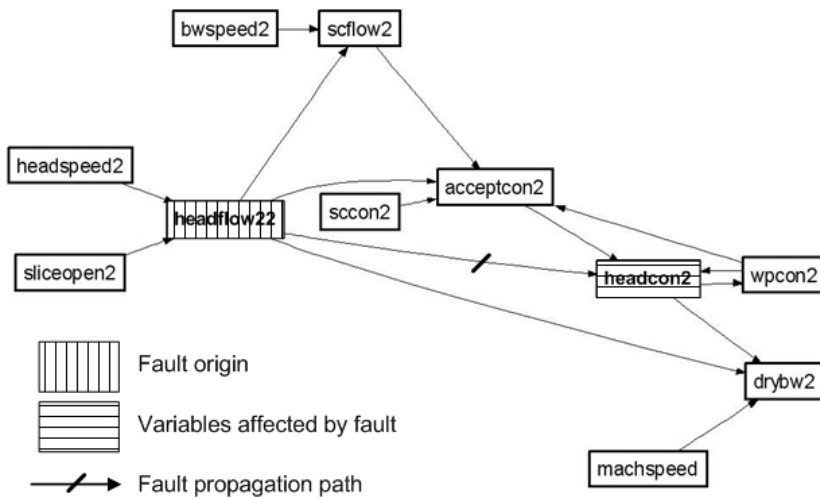 bwspeed2
scflow2
headspeed2
acceptcon2
sccon2
headflow22
sliceopen2
headcon2
wpcon2
Fault origin
drybw2
Variables affected by fault
machspeed
Fault propagation path